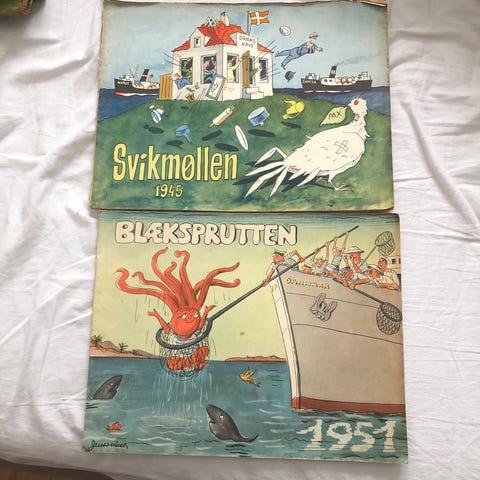 DANAS
HAVE
PAX
Svikmøllen
1945
BLÆKSPRUTTEN
1951